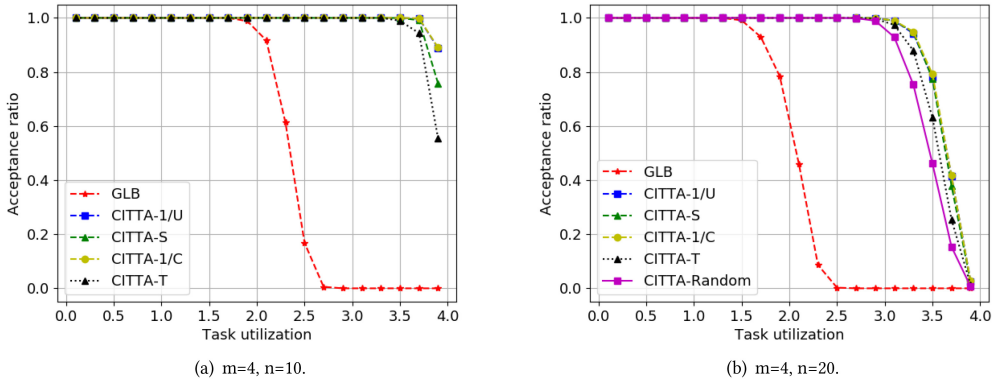 1.0
0.8
0.6
0.4
0.2
0.0
Acceptance ratio
GLB
CITTA-1/U
CITTA-S
CITTA-1/C
CITTA-T
0.0 0.5 1.0 1.5 2.0 2.5 3.0 3.5 4.0
Task utilization
(a) m=4, n=10.
1.0
0.8
0.6
0.4
0.2
0.0
Acceptance ratio
GLB
CITTA-1/U
CITTA-S
CITTA-1/C
CITTA-T
CITTA-Random
0.0 0.5 1.0 1.5 2.0 2.5 3.0 3.5 4.0
Task utilization
(b) m=4, n=20.